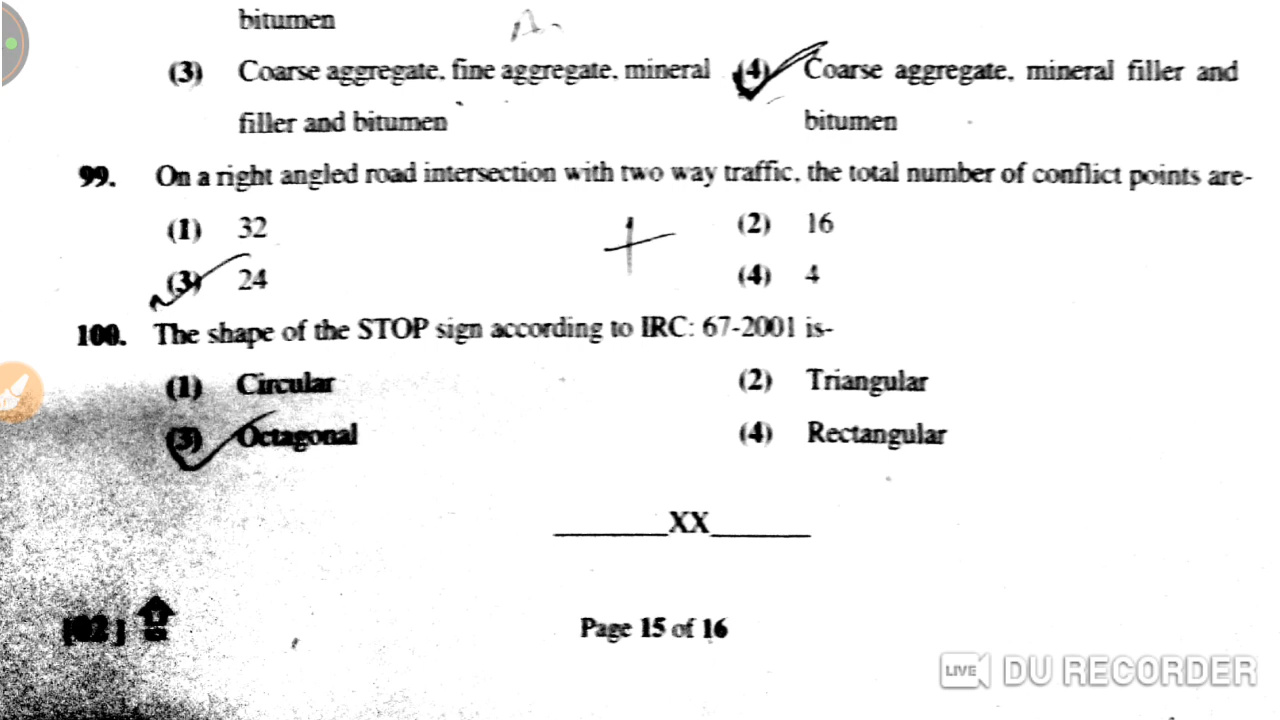 bitumen
(3) Coarse aggregate, fine aggregate, mineral (4) Coarse aggregate, mineral filler and
filler and bitumen bitumen
99. On a right angled road intersection with two way traffic, the total number of conflict points are-
(1) 32 (2) 16
(3) 24 (4) 4
100. The shape of the STOP sign according to IRC: 67-2001 is-
(1) Circular (2) Triangular
(3) Octagonal (4) Rectangular
XX
[02]
Page 15 of 16
LIVE DU RECORDER